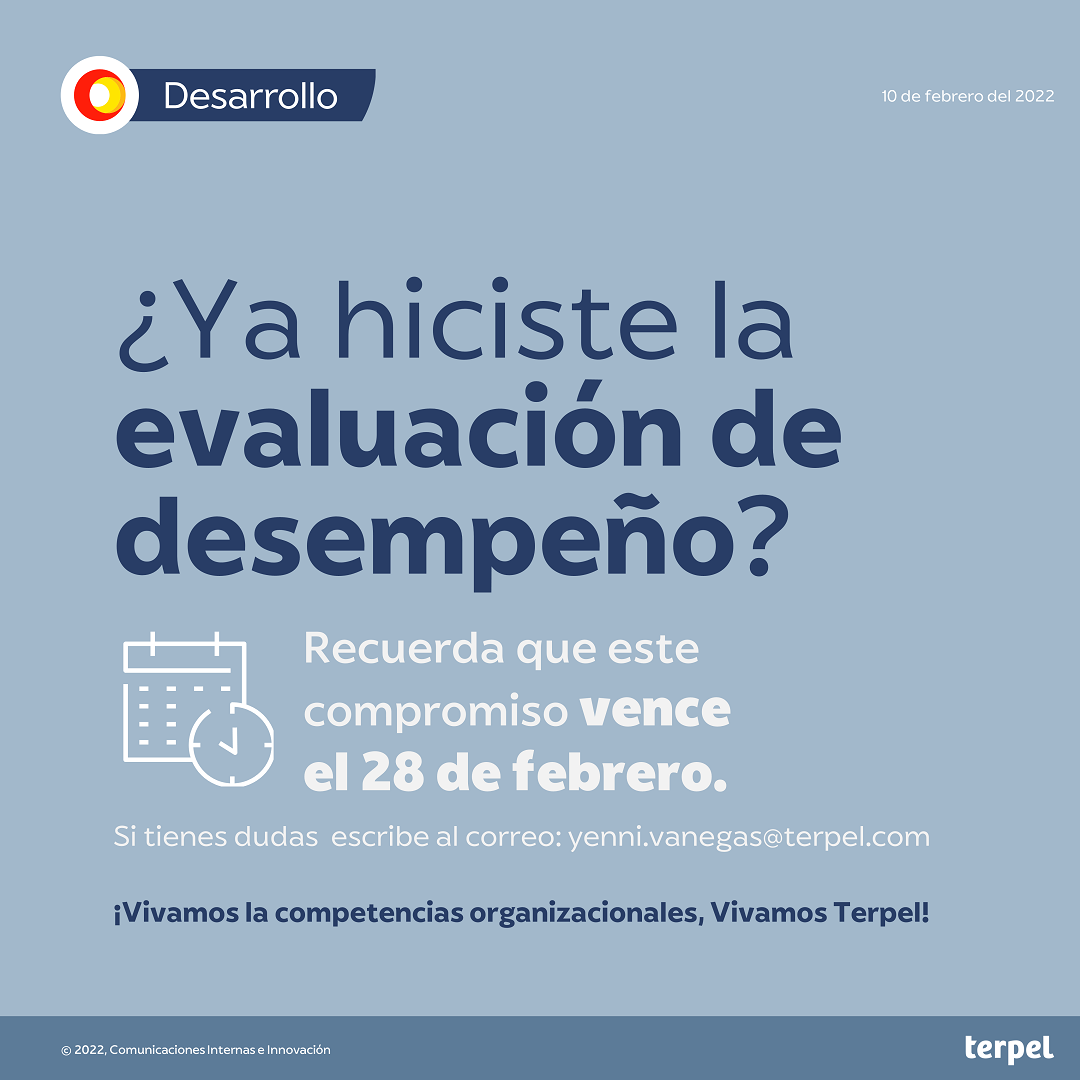 Desarrollo
10 de febrero del 2022
¿Ya hiciste la
evaluación de
desempeño?
Recuerda que este
compromiso vence
el 28 de febrero.
Si tienes dudas  escribe al correo: yenni.vanegas@terpel.com
¡Vivamos la competencias organizacionales, Vivamos Terpel!
© 2022, Comunicaciones Internas e Innovación
terpel